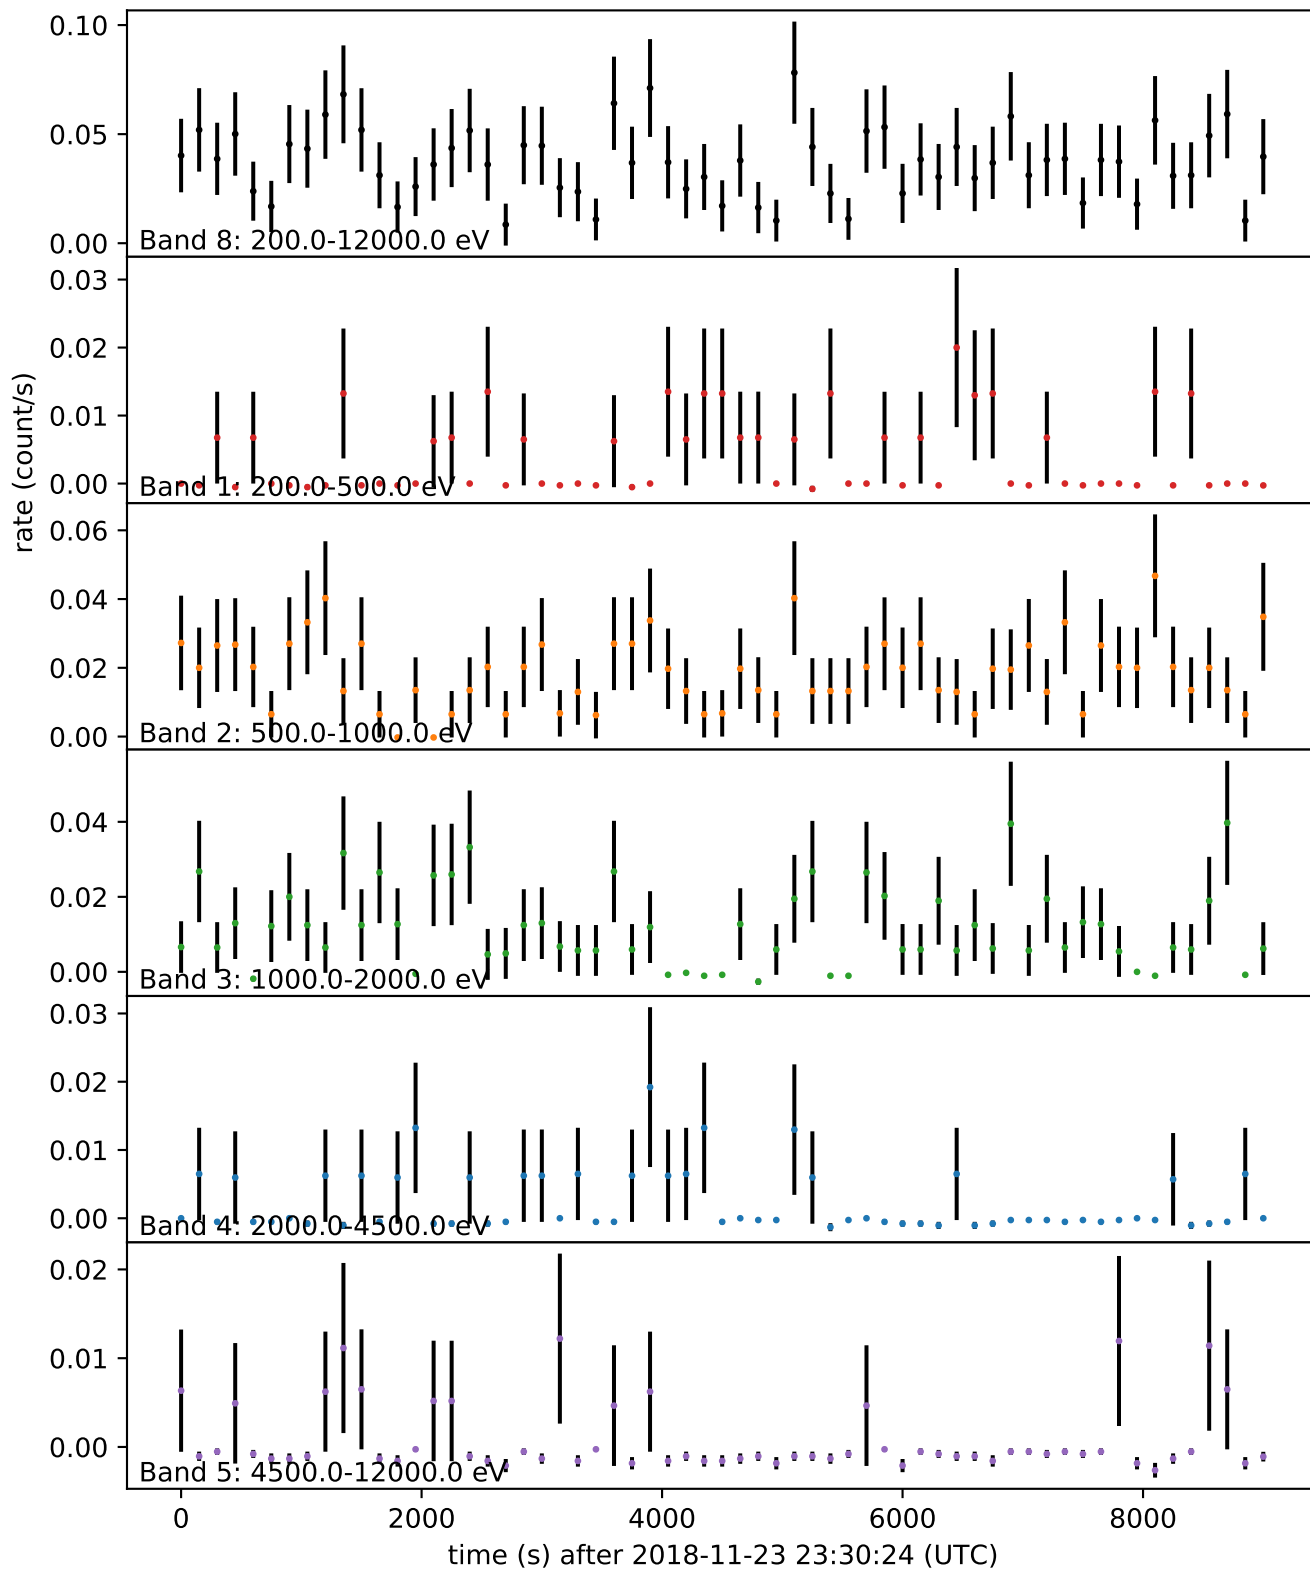 0.10
0.05
0.00
Band 8: 200.0-12000.0 eV
0.03
0.02
0.01
0.00
Band 1: 200.0-500.0 eV
rate (count/s)
0.06
0.04
0.02
0.00
Band 2: 500.0-1000.0 eV
0.04
0.02
0.00
Band 3: 1000.0-2000.0 eV
0.03
0.02
0.01
0.00
Band 4: 2000.0-4500.0 eV
0.02
0.01
0.00
Band 5: 4500.0-12000.0 eV
0 2000 4000 6000 8000
time (s) after 2018-11-23 23:30:24 (UTC)